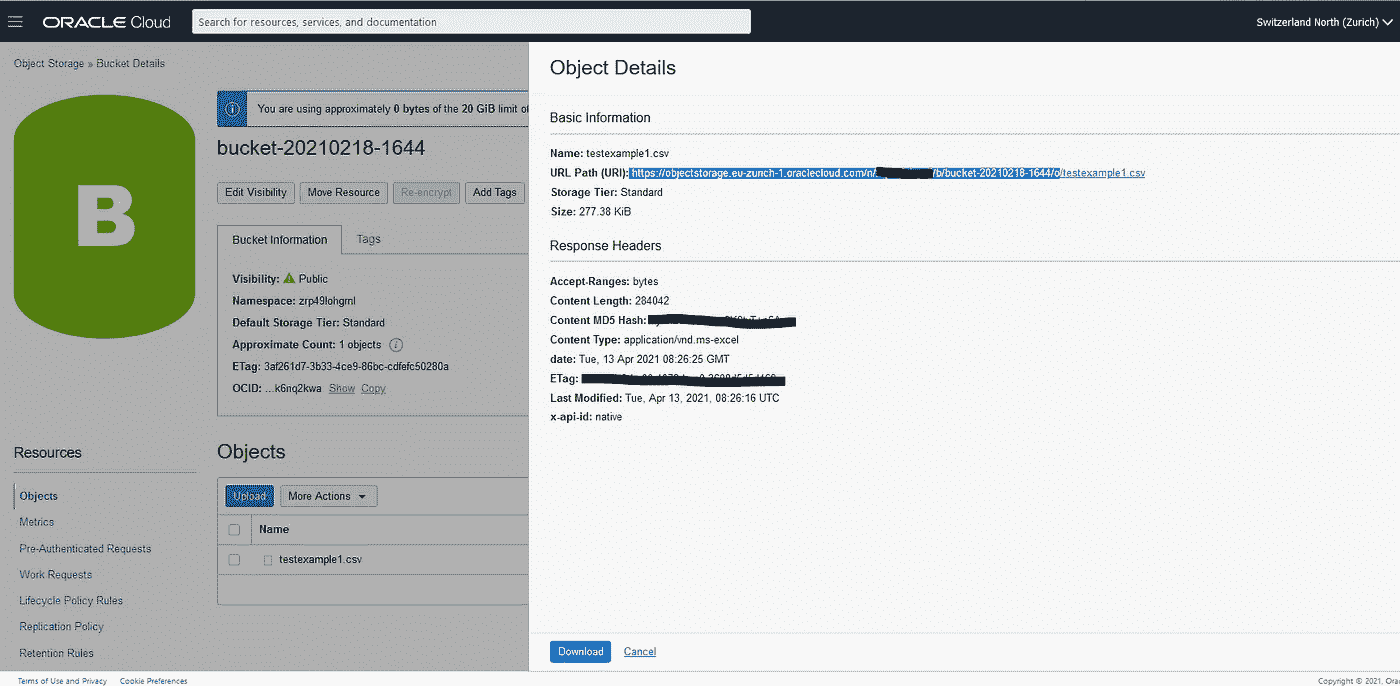 ORACLE Cloud
Search for resources, services, and documentation
Switzerland North (Zurich)
Object Storage » Bucket Details
B
You are using approximately 0 bytes of the 20 GiB limit of
bucket-20210218-1644
Edit Visibility Move Resource Re-encrypt Add Tags
Bucket Information Tags
Visibility: Public
Namespace: zrp49lohgrnl
Default Storage Tier: Standard
Approximate Count: 1 objects
ETag: 3af261d7-3b33-4ce9-86bc-cdfefc50280a
OCID: ...k6nq2kwa Show Copy
Resources
Objects
Metrics
Pre-Authenticated Requests
Work Requests
Lifecycle Policy Rules
Replication Policy
Retention Rules
Objects
Upload More Actions
Name
testexample1.csv
Object Details
Basic Information
Name: testexample1.csv
URL Path (URI): https://objectstorage.eu-zurich-1.oraclecloud.com/n/ /b/bucket-20210218-1644/o/testexample1.csv
Storage Tier: Standard
Size: 277.38 KiB
Response Headers
Accept-Ranges: bytes
Content Length: 284042
Content MD5 Hash:
Content Type: application/vnd.ms-excel
date: Tue, 13 Apr 2021 08:26:25 GMT
ETag:
Last Modified: Tue, Apr 13, 2021, 08:26:16 UTC
x-api-id: native
Download Cancel
Terms of Use and Privacy Cookie Preferences
Copyright © 2021, Ora